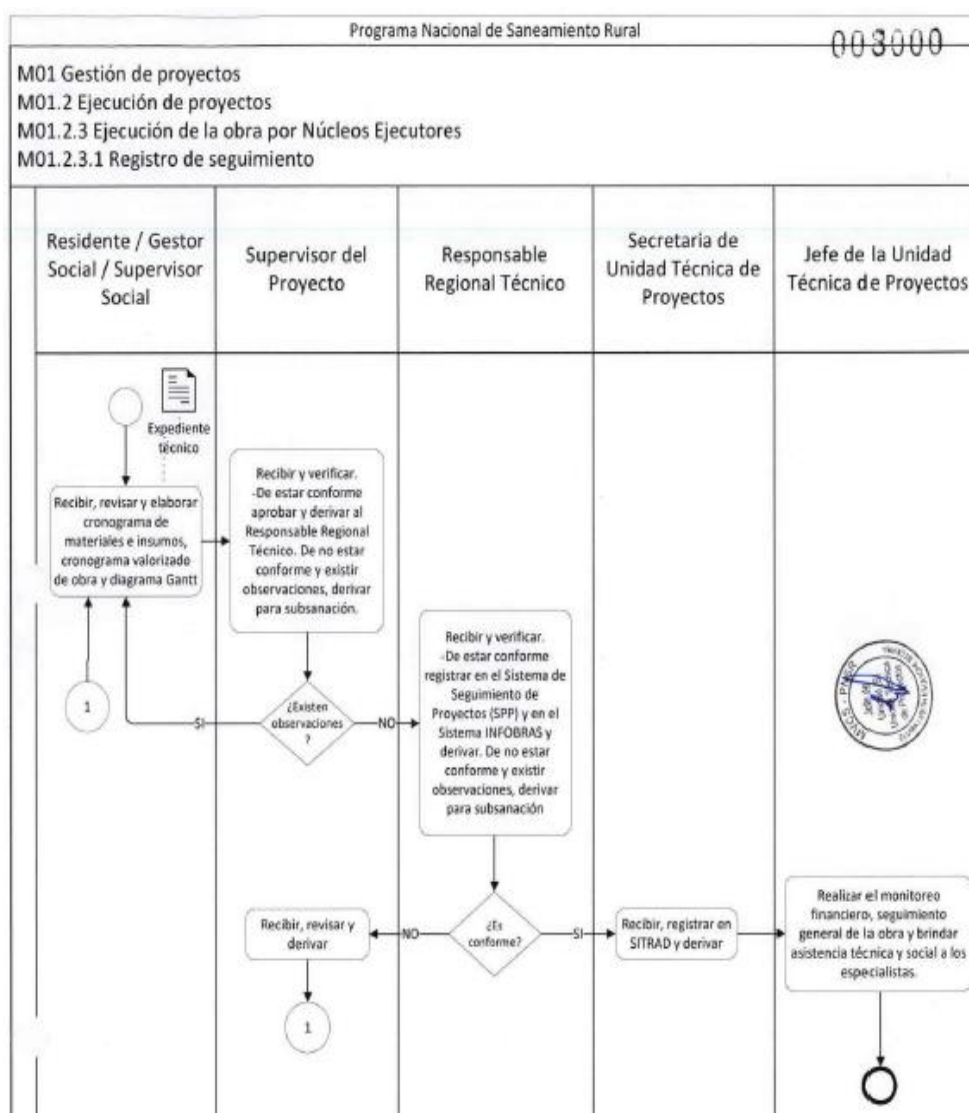 Programa Nacional de Saneamiento Rural
003000
M01 Gestión de proyectos
M01.2 Ejecución de proyectos
M01.2.3 Ejecución de la obra por Núcleos Ejecutores
M01.2.3.1 Registro de seguimiento
Residente / Gestor
Social / Supervisor
Social
Supervisor del
Proyecto
Responsable
Regional Técnico
Secretaria de
Unidad Técnica de
Proyectos
Jefe de la Unidad
Técnica de Proyectos
Expediente
técnico
Recibir, revisar y elaborar
cronograma de
materiales e insumos,
cronograma valorizado
de obra y diagrama Gantt
Recibir y verificar.
-De estar conforme
aprobar y derivar al
Responsable Regional
Técnico. De no estar
conforme y existir
observaciones, derivar
para subsanación.
1
SI
¿Existen
observaciones
?
NO
Recibir y verificar.
-De estar conforme
registrar en el Sistema de
Seguimiento de
Proyectos (SPP) y en el
Sistema INFOBRAS y
derivar. De no estar
conforme y existir
observaciones, derivar
para subsanación
MVCS - PNSR
Recibir, revisar y
derivar
NO
¿Es
conforme?
SI
Recibir, registrar en
SITRAD y derivar
Realizar el monitoreo
financiero, seguimiento
general de la obra y brindar
asistencia técnica y social a los
especialistas.
1